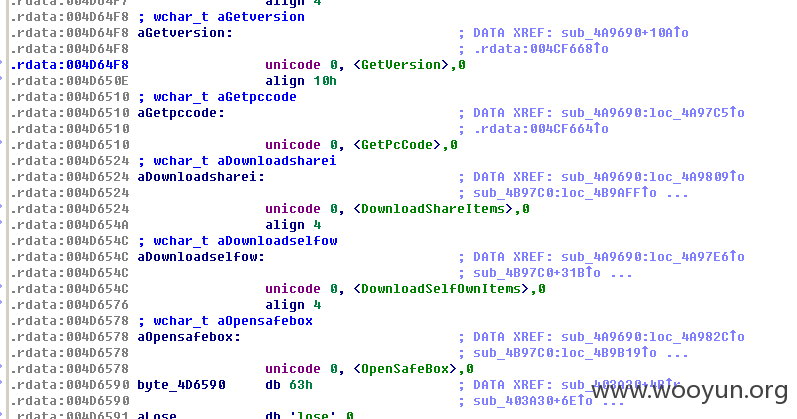 .rdata:004D64F7 align 4
.rdata:004D64F8 ; wchar_t aGetversion
.rdata:004D64F8 aGetversion: ; DATA XREF: sub_4A9690+10A↑o
.rdata:004D64F8 ; .rdata:004CF668↑o
.rdata:004D64F8 unicode 0, <GetVersion>,0
.rdata:004D650E align 10h
.rdata:004D6510 ; wchar_t aGetpccode
.rdata:004D6510 aGetpccode: ; DATA XREF: sub_4A9690:loc_4A97C5↑o
.rdata:004D6510 ; .rdata:004CF664↑o
.rdata:004D6510 unicode 0, <GetPcCode>,0
.rdata:004D6524 ; wchar_t aDownloadsharei
.rdata:004D6524 aDownloadsharei: ; DATA XREF: sub_4A9690:loc_4A9809↑o
.rdata:004D6524 ; sub_4B97C0:loc_4B9AFF↑o ...
.rdata:004D6524 unicode 0, <DownloadShareItems>,0
.rdata:004D654A align 4
.rdata:004D654C ; wchar_t aDownloadselfow
.rdata:004D654C aDownloadselfow: ; DATA XREF: sub_4A9690:loc_4A97E6↑o
.rdata:004D654C ; sub_4B97C0+31B↑o ...
.rdata:004D654C unicode 0, <DownloadSelfOwnItems>,0
.rdata:004D6576 align 4
.rdata:004D6578 ; wchar_t aOpensafebox
.rdata:004D6578 aOpensafebox: ; DATA XREF: sub_4A9690:loc_4A982C↑o
.rdata:004D6578 ; sub_4B97C0:loc_4B9B19↑o ...
.rdata:004D6578 unicode 0, <OpenSafeBox>,0
.rdata:004D6590 byte_4D6590 db 63h ; DATA XREF:
.rdata:004D6590 ; sub_403A30+6E↑o ...
.rdata:004D6591 aLose db 'lose',0
www.wooyun.org